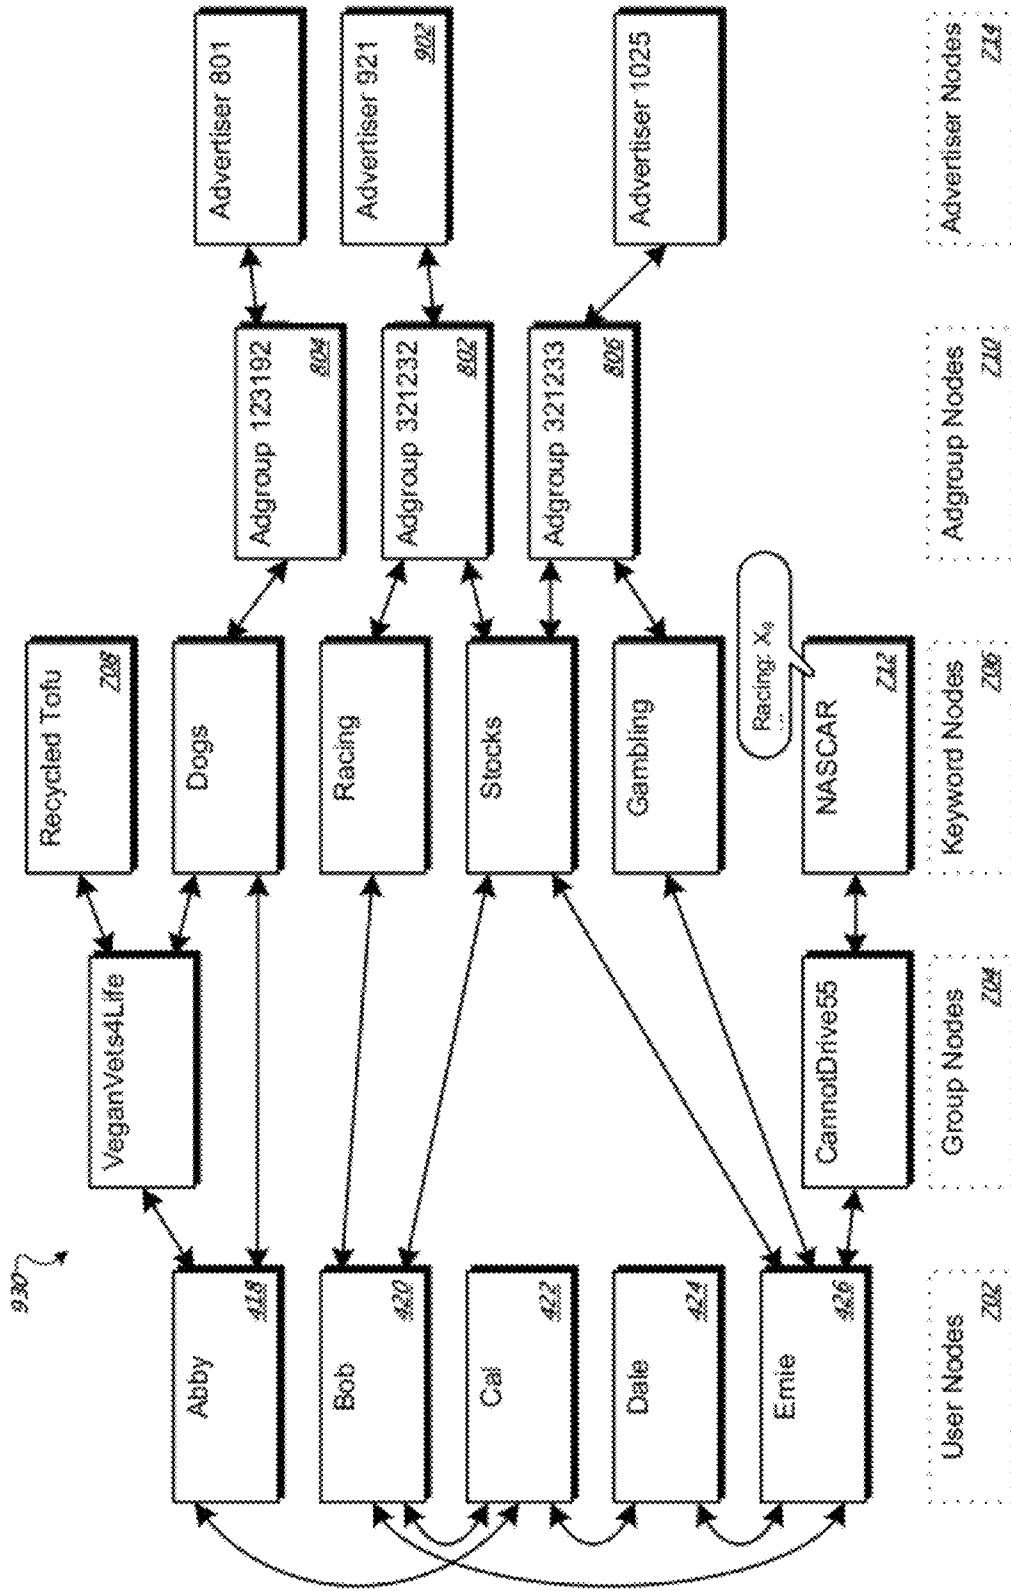 930
Abby
418
Bob
420
Cal
422
Dale
424
Ernie
426
User Nodes
702
VeganVets4Life
CannotDrive55
Group Nodes
704
Recycled Tofu
708
Dogs
Racing
Stocks
Gambling
Racing: X₉
...
NASCAR
712
Keyword Nodes
706
Adgroup 123192
804
Adgroup 321232
802
Adgroup 321233
806
Adgroup Nodes
710
Advertiser 801
Advertiser 921
902
Advertiser 1025
Advertiser Nodes
714